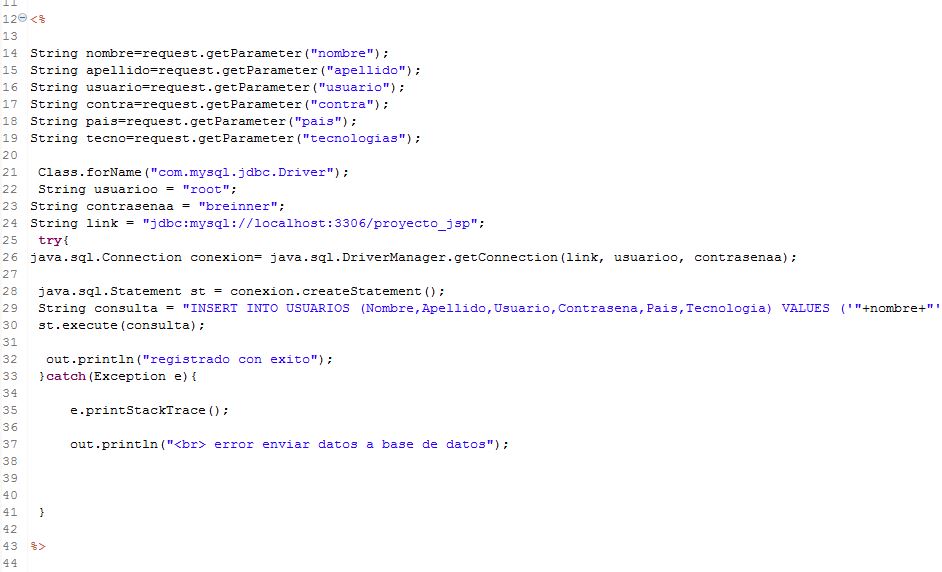 11
12 <%
13
14 String nombre=request.getParameter("nombre");
15 String apellido=request.getParameter("apellido");
16 String usuario=request.getParameter("usuario");
17 String contra=request.getParameter("contra");
18 String pais=request.getParameter("pais");
19 String tecno=request.getParameter("tecnologias");
20
21 Class.forName("com.mysql.jdbc.Driver");
22 String usuarioo = "root";
23 String contrasenaa = "breinner";
24 String link = "jdbc:mysql://localhost:3306/proyecto_jsp";
25 try{
26 java.sql.Connection conexion= java.sql.DriverManager.getConnection(link, usuarioo, contrasenaa);
27
28 java.sql.Statement st = conexion.createStatement();
29 String consulta = "INSERT INTO USUARIOS (Nombre,Apellido,Usuario,Contrasena,Pais,Tecnologia) VALUES ('"+nombre+"'
30 st.execute(consulta);
31
32 out.println("registrado con exito");
33 }catch(Exception e){
34
35 e.printStackTrace();
36
37 out.println("<br> error enviar datos a base de datos");
38
39
40
41 }
42
43 %>
44